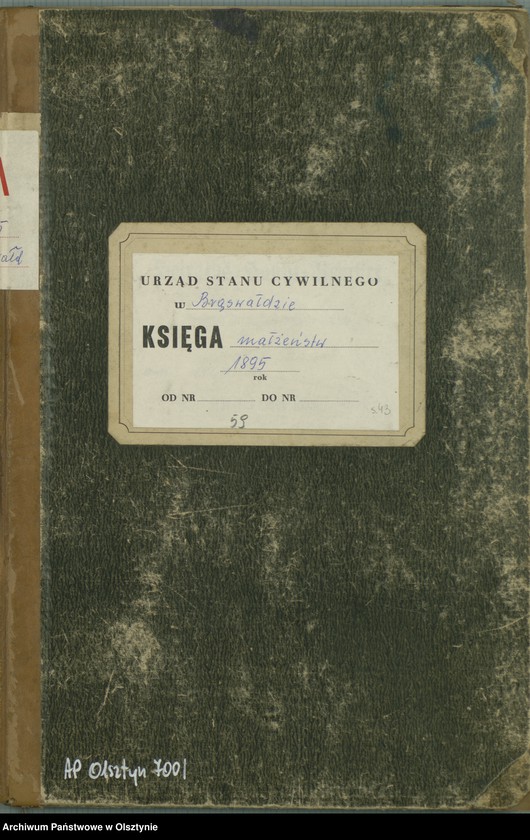 URZĄD STANU CYWILNEGO
w Brąswałdzie
KSIĘGA małżeństw
1895
rok
OD NR DO NR
59
s.43
AP Olsztyn 7001
Archiwum Państwowe w Olsztynie